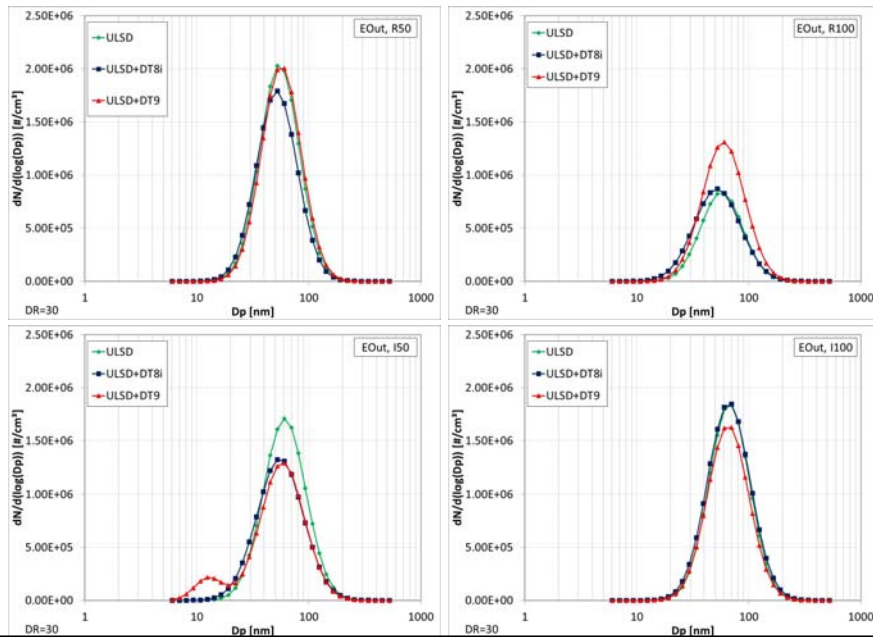 EOut, R50
ULSD
ULSD+DT8i
ULSD+DT9
dN/d(log(Dp)) [#/cm³]
2.50E+06
2.00E+06
1.50E+06
1.00E+06
5.00E+05
0.00E+00
1
10
100
1000
DR=30
Dp [nm]
EOut, R100
ULSD
ULSD+DT8i
ULSD+DT9
dN/d(log(Dp)) [#/cm³]
2.50E+06
2.00E+06
1.50E+06
1.00E+06
5.00E+05
0.00E+00
1
10
100
1000
DR=30
Dp [nm]
EOut, I50
ULSD
ULSD+DT8i
ULSD+DT9
dN/d(log(Dp)) [#/cm³]
2.50E+06
2.00E+06
1.50E+06
1.00E+06
5.00E+05
0.00E+00
1
10
100
1000
DR=30
Dp [nm]
EOut, I100
ULSD
ULSD+DT8i
ULSD+DT9
dN/d(log(Dp)) [#/cm³]
2.50E+06
2.00E+06
1.50E+06
1.00E+06
5.00E+05
0.00E+00
1
10
100
1000
DR=30
Dp [nm]